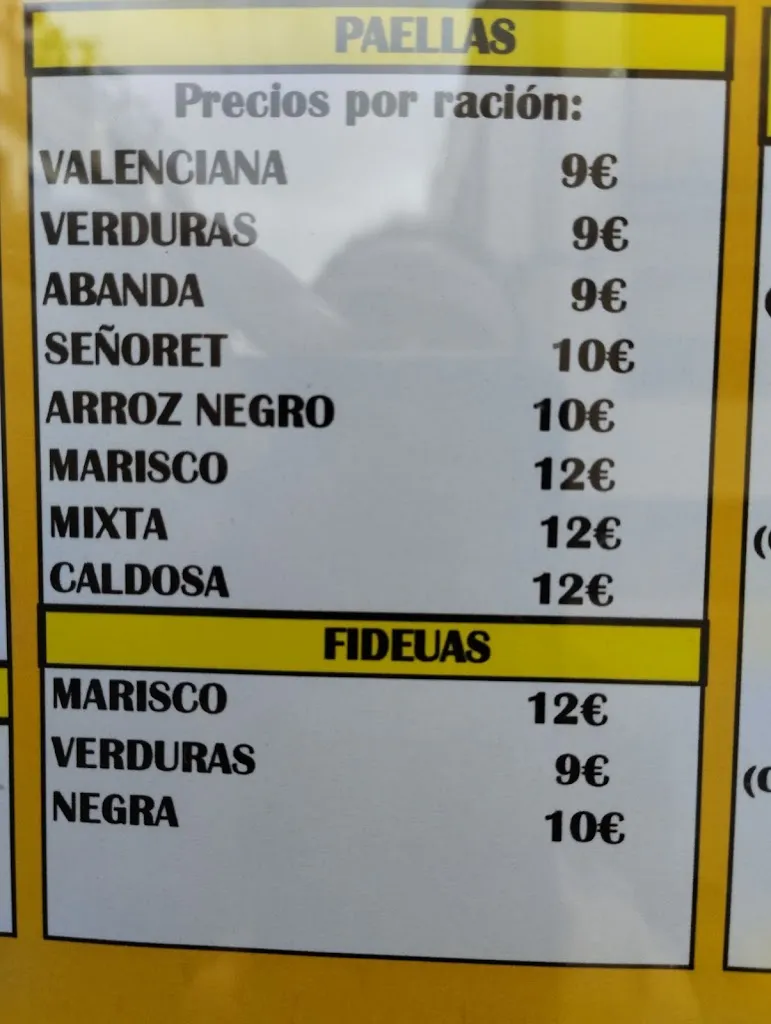 PAELLAS
Precios por ración:
VALENCIANA 9€
VERDURAS 9€
ABANDA 9€
SEÑORET 10€
ARROZ NEGRO 10€
MARISCO 12€
MIXTA 12€
CALDOSA 12€
FIDEUAS
MARISCO 12€
VERDURAS 9€
NEGRA 10€